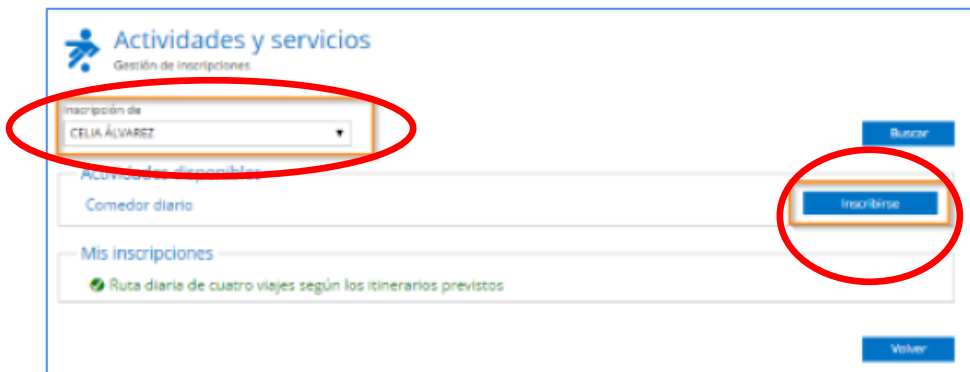 Actividades y servicios
Gestión de inscripciones
Inscripción de
CELIA ÁLVAREZ
Buscar
Actividades disponibles
Comedor diario
Inscribirse
Mis inscripciones
Ruta diaria de cuatro viajes según los itinerarios previstos
Volver